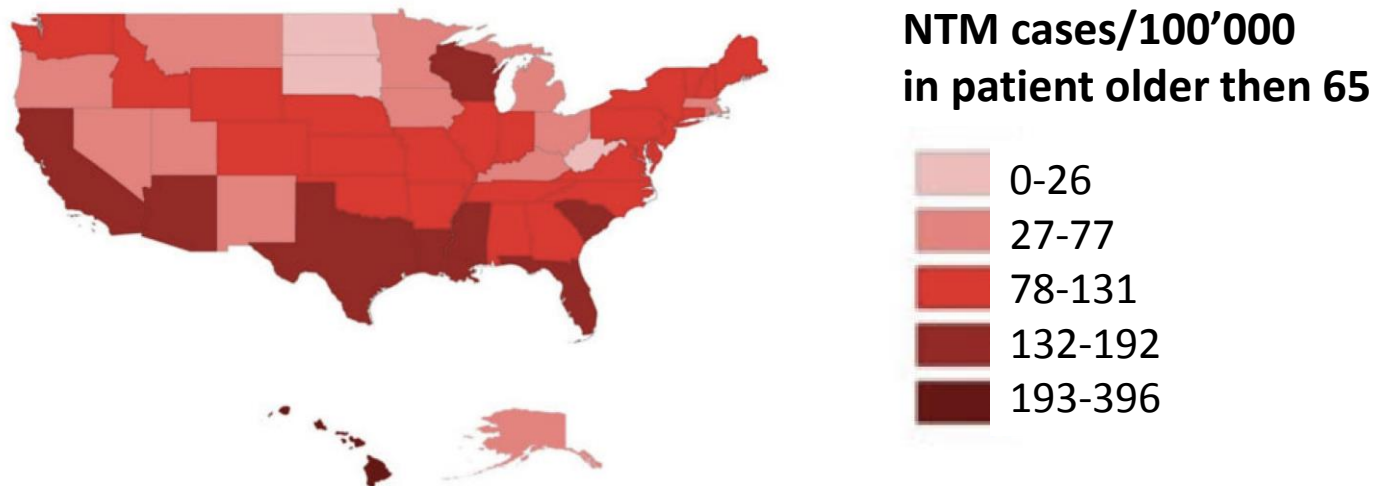 NTM cases/100’000
in patient older then 65
0-26
27-77
78-131
132-192
193-396